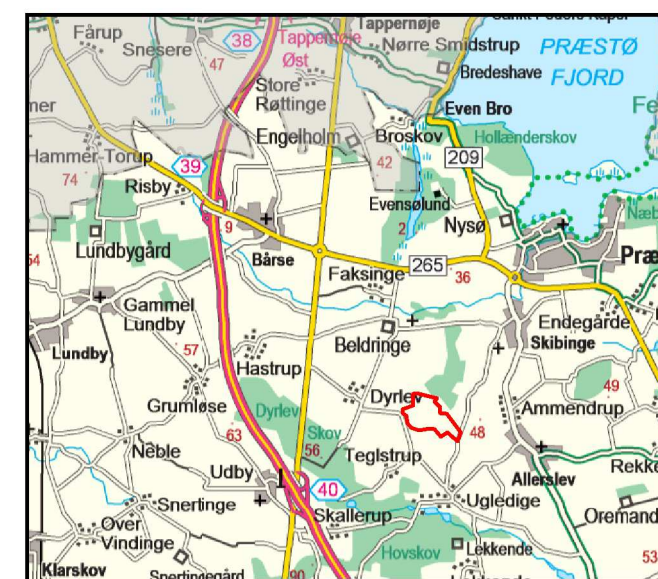 Tappernøje
Fårup
38
Tappernøje
Øst
Snesere
47
Nørre Smidstrup
PRÆSTØ
FJORD
Bredeshave
Store
Røttinge
Even Bro
Engelholm
Broskov
Hollænderskov
Hammer-Torup
39
42
209
74
Risby
Evensølund
2
Nysø
9
Lundbygård
Bårse
Faksinge
265
36
54
Gammel
Lundby
Endegårde
Lundby
Beldringe
Skibinge
57
Hastrup
49
Grumløse
Dyrlev
Dyrlev
Skov
Ammendrup
63
56
48
Neble
Teglstrup
Udby
40
Allerslev
Snertinge
Ugledige
Skallerup
Over
Vindinge
Hovskov
Lekkende
53
Klarskov
90